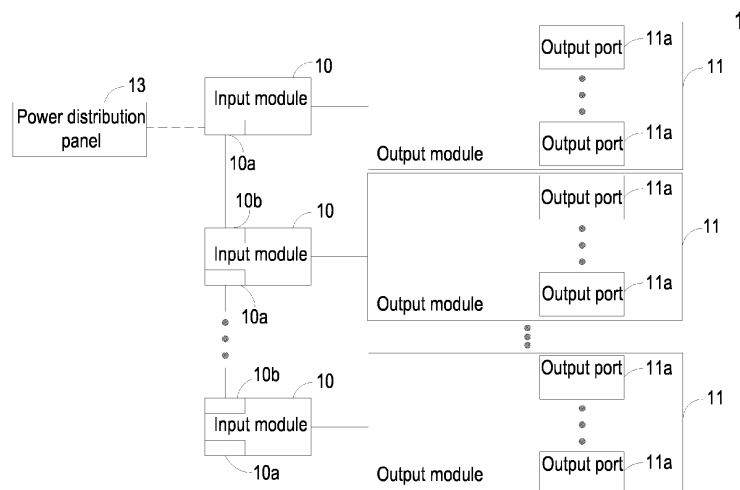 1
Output port
11a
10
13
11
Input module
Power distribution
panel
Output port
11a
10a
Output module
10b
10
Output port
11a
11
Input module
Output port
11a
10a
Output module
10b
10
Output port
11a
11
Input module
10a
Output port
11a
Output module